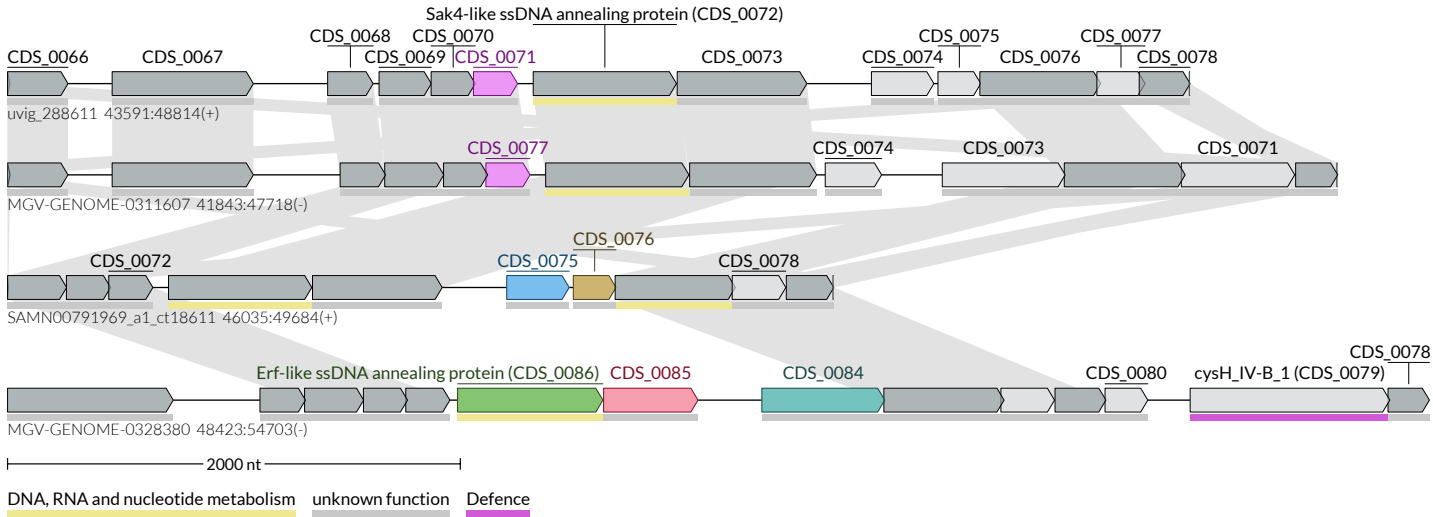 Sak4-like ssDNA annealing protein (CDS_0072)
CDS_0068 CDS_0070 CDS_0075 CDS_0077
CDS_0066 CDS_0067 CDS_0069 CDS_0071 CDS_0073 CDS_0074 CDS_0076 CDS_0078
uvig_288611 43591:48814(+)
CDS_0077 CDS_0074 CDS_0073 CDS_0071
MGV-GENOME-0311607 41843:47718(-)
CDS_0076
CDS_0072 CDS_0075 CDS_0078
SAMN00791969_a1_ct18611 46035:49684(+)
CDS_0078
Erf-like ssDNA annealing protein (CDS_0086) CDS_0085 CDS_0084 CDS_0080 cysH_IV-B_1 (CDS_0079)
MGV-GENOME-0328380 48423:54703(-)
2000 nt
DNA, RNA and nucleotide metabolism unknown function Defence